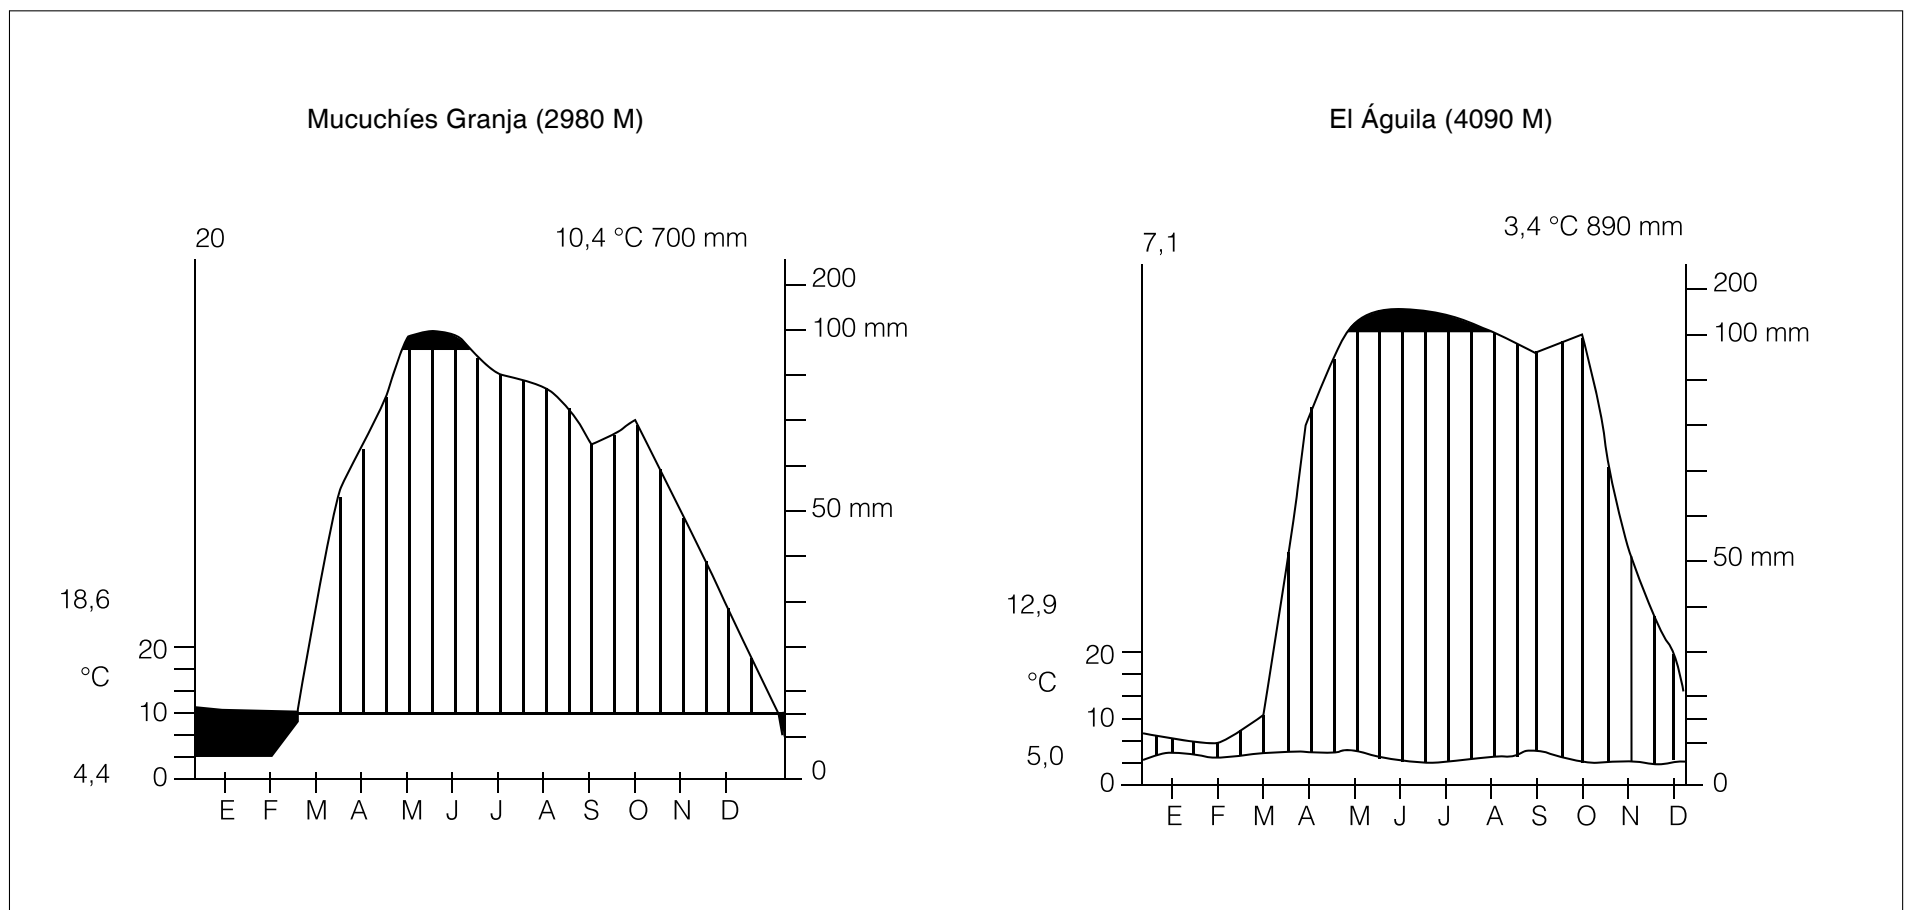 Mucuchíes Granja (2980 M)
20
10,4 °C 700 mm
200
100 mm
50 mm
0
18,6
20
°C
10
4,4
0
E F M A M J J A S O N D
El Águila (4090 M)
7,1
3,4 °C 890 mm
200
100 mm
50 mm
0
12,9
20
°C
10
5,0
0
E F M A M J J A S O N D